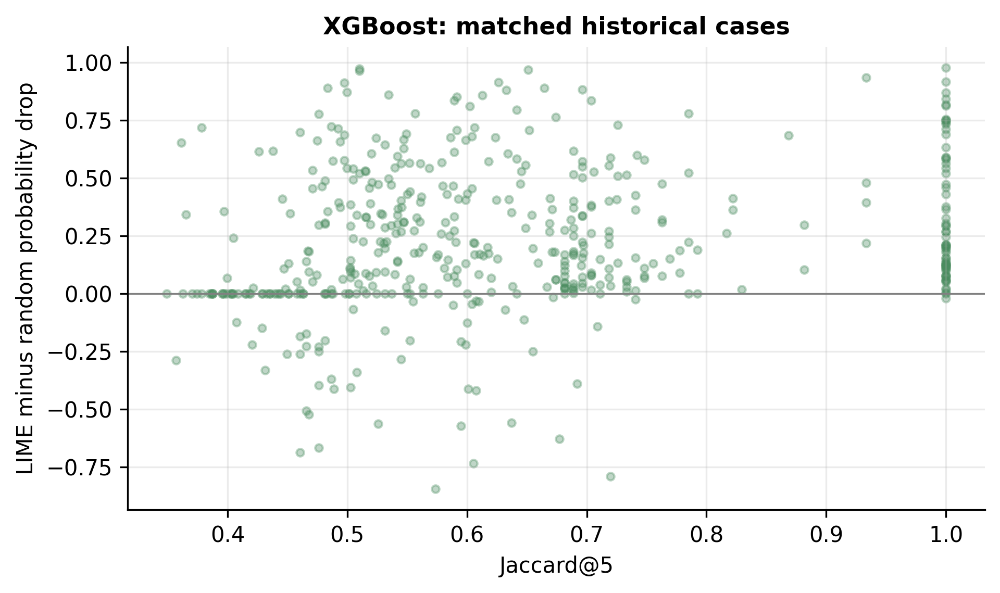 XGBoost: matched historical cases
LIME minus random probability drop
1.00
0.75
0.50
0.25
0.00
−0.25
−0.50
−0.75
0.4 0.5 0.6 0.7 0.8 0.9 1.0
Jaccard@5